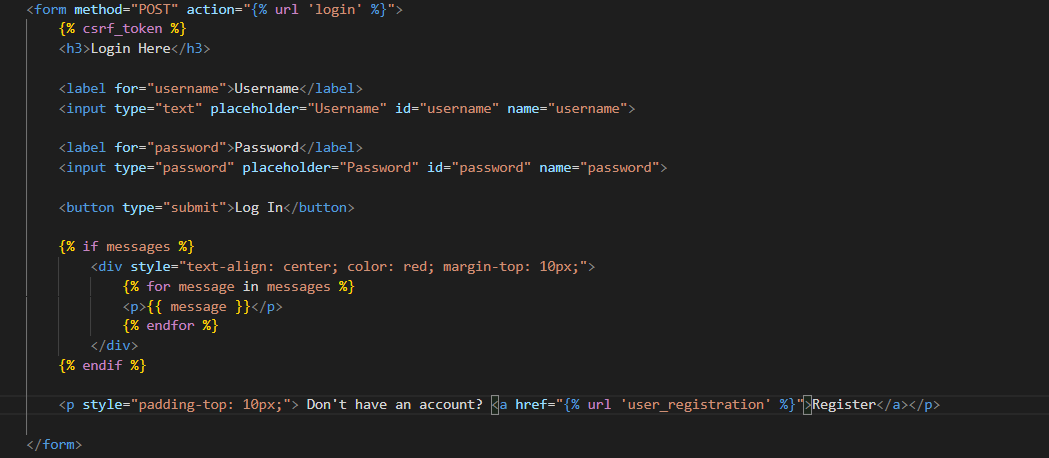 <form method="POST" action="{% url 'login' %}">
{% csrf_token %}
<h3>Login Here</h3>
<label for="username">Username</label>
<input type="text" placeholder="Username" id="username" name="username">
<label for="password">Password</label>
<input type="password" placeholder="Password" id="password" name="password">
<button type="submit">Log In</button>
{% if messages %}
<div style="text-align: center; color: red; margin-top: 10px;">
{% for message in messages %}
<p>{{ message }}</p>
{% endfor %}
</div>
{% endif %}
<p style="padding-top: 10px;"> Don't have an account? <a href="{% url 'user_registration' %}">Register</a></p>
</form>